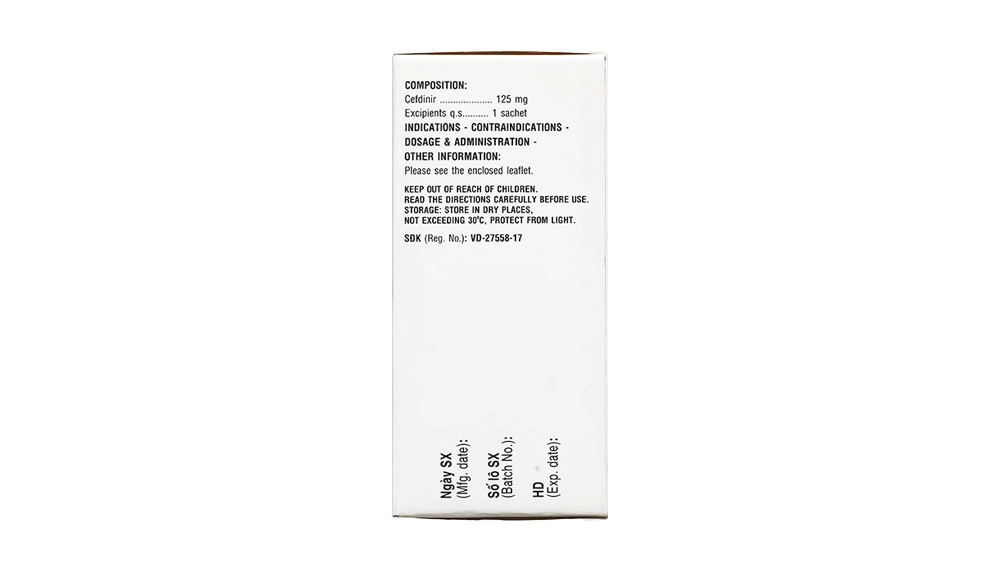 COMPOSITION:
Cefdinir .................... 125 mg
Excipients q.s.......... 1 sachet
INDICATIONS - CONTRAINDICATIONS -
DOSAGE & ADMINISTRATION -
OTHER INFORMATION:
Please see the enclosed leaflet.
KEEP OUT OF REACH OF CHILDREN.
READ THE DIRECTIONS CAREFULLY BEFORE USE.
STORAGE: STORE IN DRY PLACES,
NOT EXCEEDING 30°C, PROTECT FROM LIGHT.
SĐK (Reg. No.): VD-27558-17
Ngày SX
(Mfg. date):
Số lô SX
(Batch No.):
HD
(Exp. date):